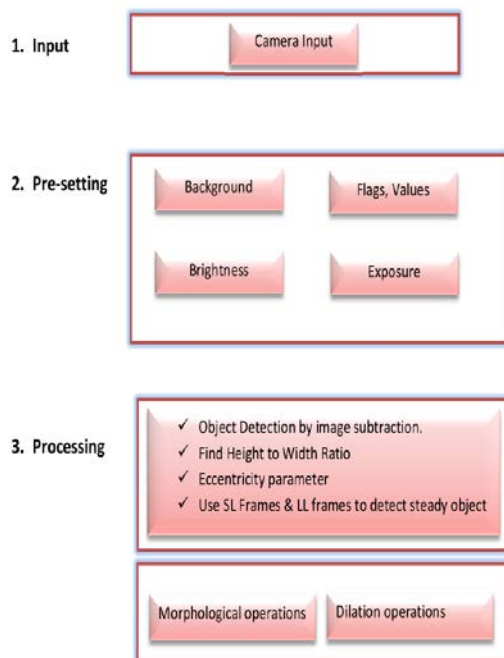 1. Input
Camera Input
2. Pre-setting
Background
Flags, Values
Brightness
Exposure
3. Processing
✓ Object Detection by image subtraction.
✓ Find Height to Width Ratio
✓ Eccentricity parameter
✓ Use SL Frames & LL frames to detect steady object
Morphological operations
Dilation operations